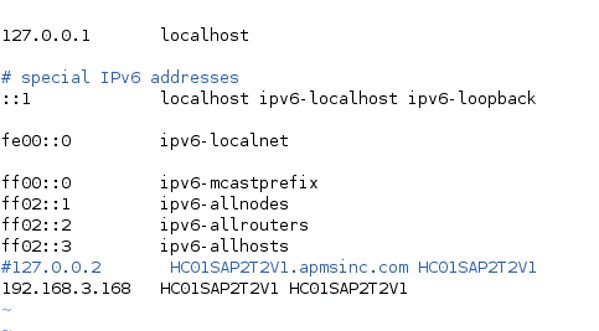 127.0.0.1       localhost
# special IPv6 addresses
::1             localhost ipv6-localhost ipv6-loopback
fe00::0         ipv6-localnet
ff00::0         ipv6-mcastprefix
ff02::1         ipv6-allnodes
ff02::2         ipv6-allrouters
ff02::3         ipv6-allhosts
#127.0.0.2       HC01SAP2T2V1.apmsinc.com HC01SAP2T2V1
192.168.3.168   HC01SAP2T2V1 HC01SAP2T2V1
~
~